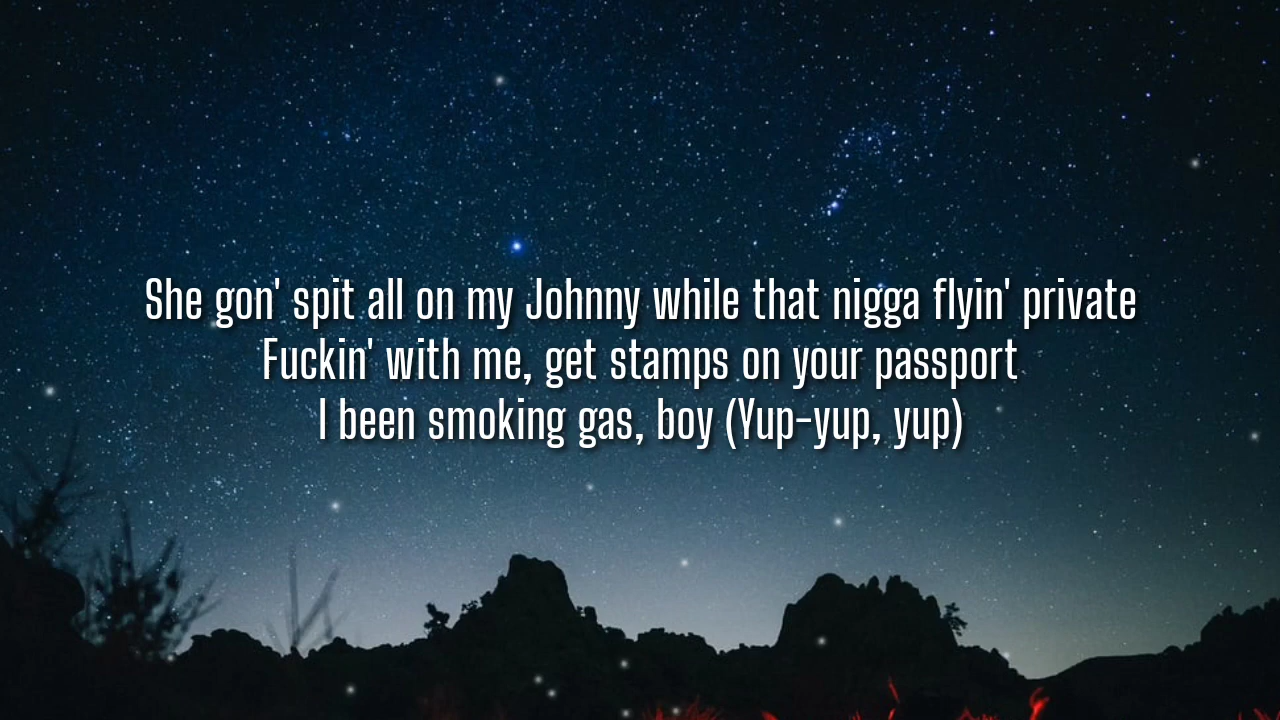 She gon' spit all on my Johnny while that nigga flyin' private
Fuckin' with me, get stamps on your passport
I been smoking gas, boy (Yup-yup, yup)